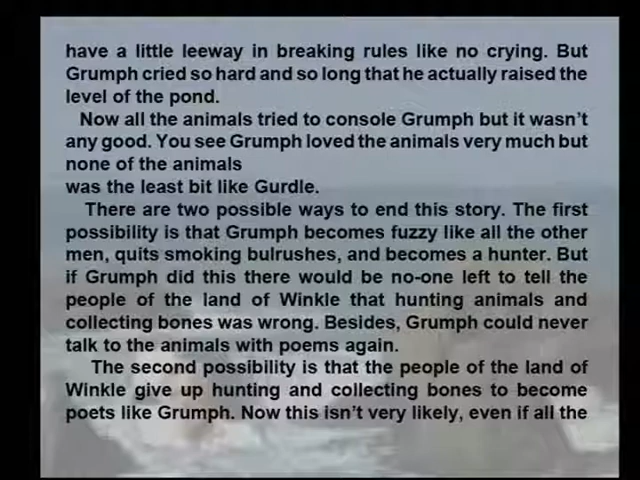 have a little leeway in breaking rules like no crying. But
Grumph cried so hard and so long that he actually raised the
level of the pond.
Now all the animals tried to console Grumph but it wasn't
any good. You see Grumph loved the animals very much but
none of the animals
was the least bit like Gurdle.
There are two possible ways to end this story. The first
possibility is that Grumph becomes fuzzy like all the other
men, quits smoking bulrushes, and becomes a hunter. But
if Grumph did this there would be no-one left to tell the
people of the land of Winkle that hunting animals and
collecting bones was wrong. Besides, Grumph could never
talk to the animals with poems again.
The second possibility is that the people of the land of
Winkle give up hunting and collecting bones to become
poets like Grumph. Now this isn't very likely, even if all the